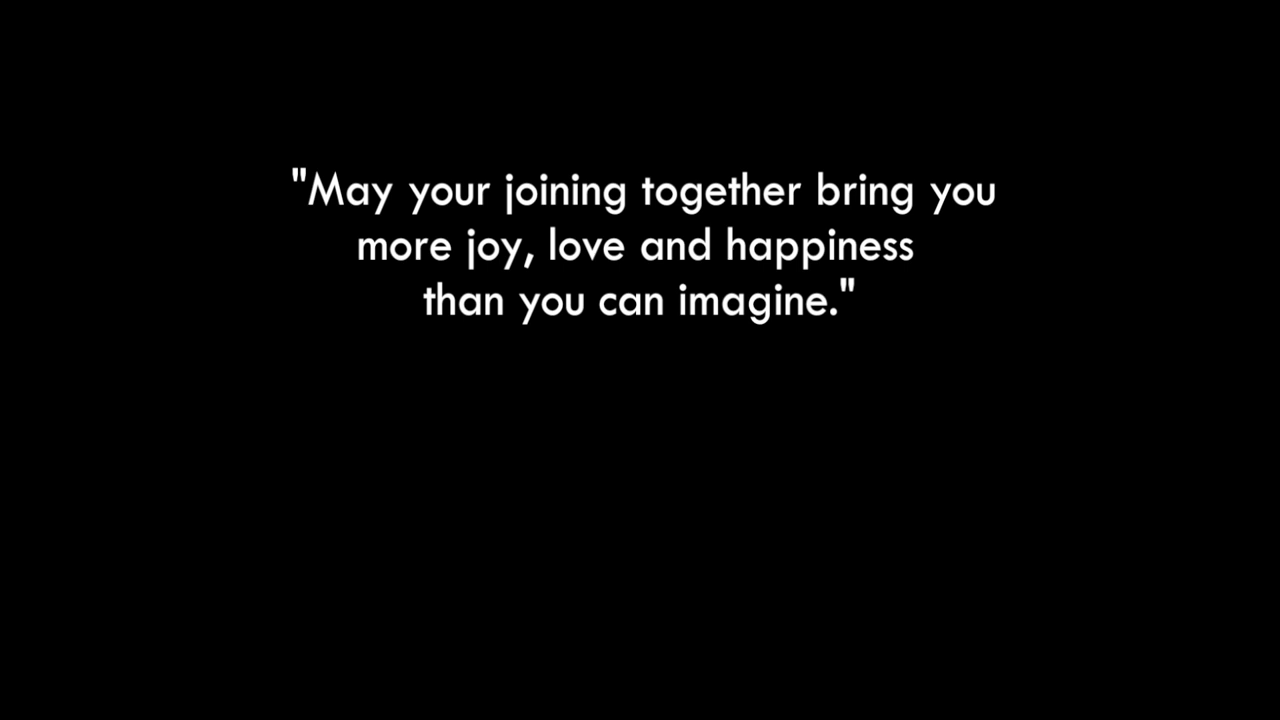 "May your joining together bring you
more joy, love and happiness
than you can imagine."